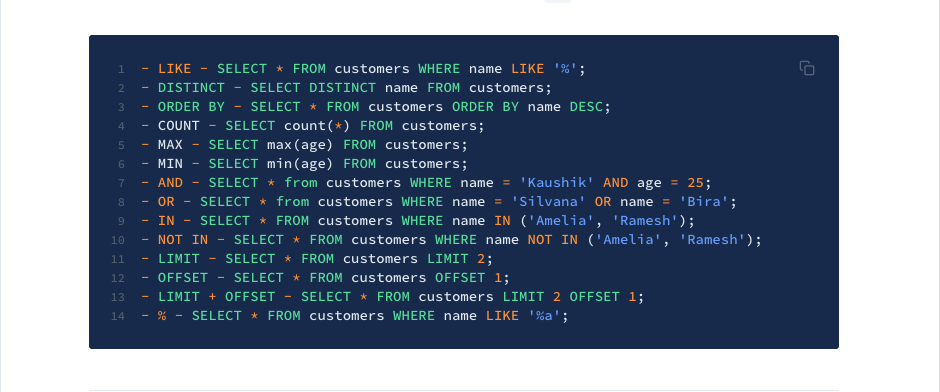 1 - LIKE - SELECT * FROM customers WHERE name LIKE '%';
2 - DISTINCT - SELECT DISTINCT name FROM customers;
3 - ORDER BY - SELECT * FROM customers ORDER BY name DESC;
4 - COUNT - SELECT count(*) FROM customers;
5 - MAX - SELECT max(age) FROM customers;
6 - MIN - SELECT min(age) FROM customers;
7 - AND - SELECT * from customers WHERE name = 'Kaushik' AND age = 25;
8 - OR - SELECT * from customers WHERE name = 'Silvana' OR name = 'Bira';
9 - IN - SELECT * FROM customers WHERE name IN ('Amelia', 'Ramesh');
10 - NOT IN - SELECT * FROM customers WHERE name NOT IN ('Amelia', 'Ramesh');
11 - LIMIT - SELECT * FROM customers LIMIT 2;
12 - OFFSET - SELECT * FROM customers OFFSET 1;
13 - LIMIT + OFFSET - SELECT * FROM customers LIMIT 2 OFFSET 1;
14 - % - SELECT * FROM customers WHERE name LIKE '%a';